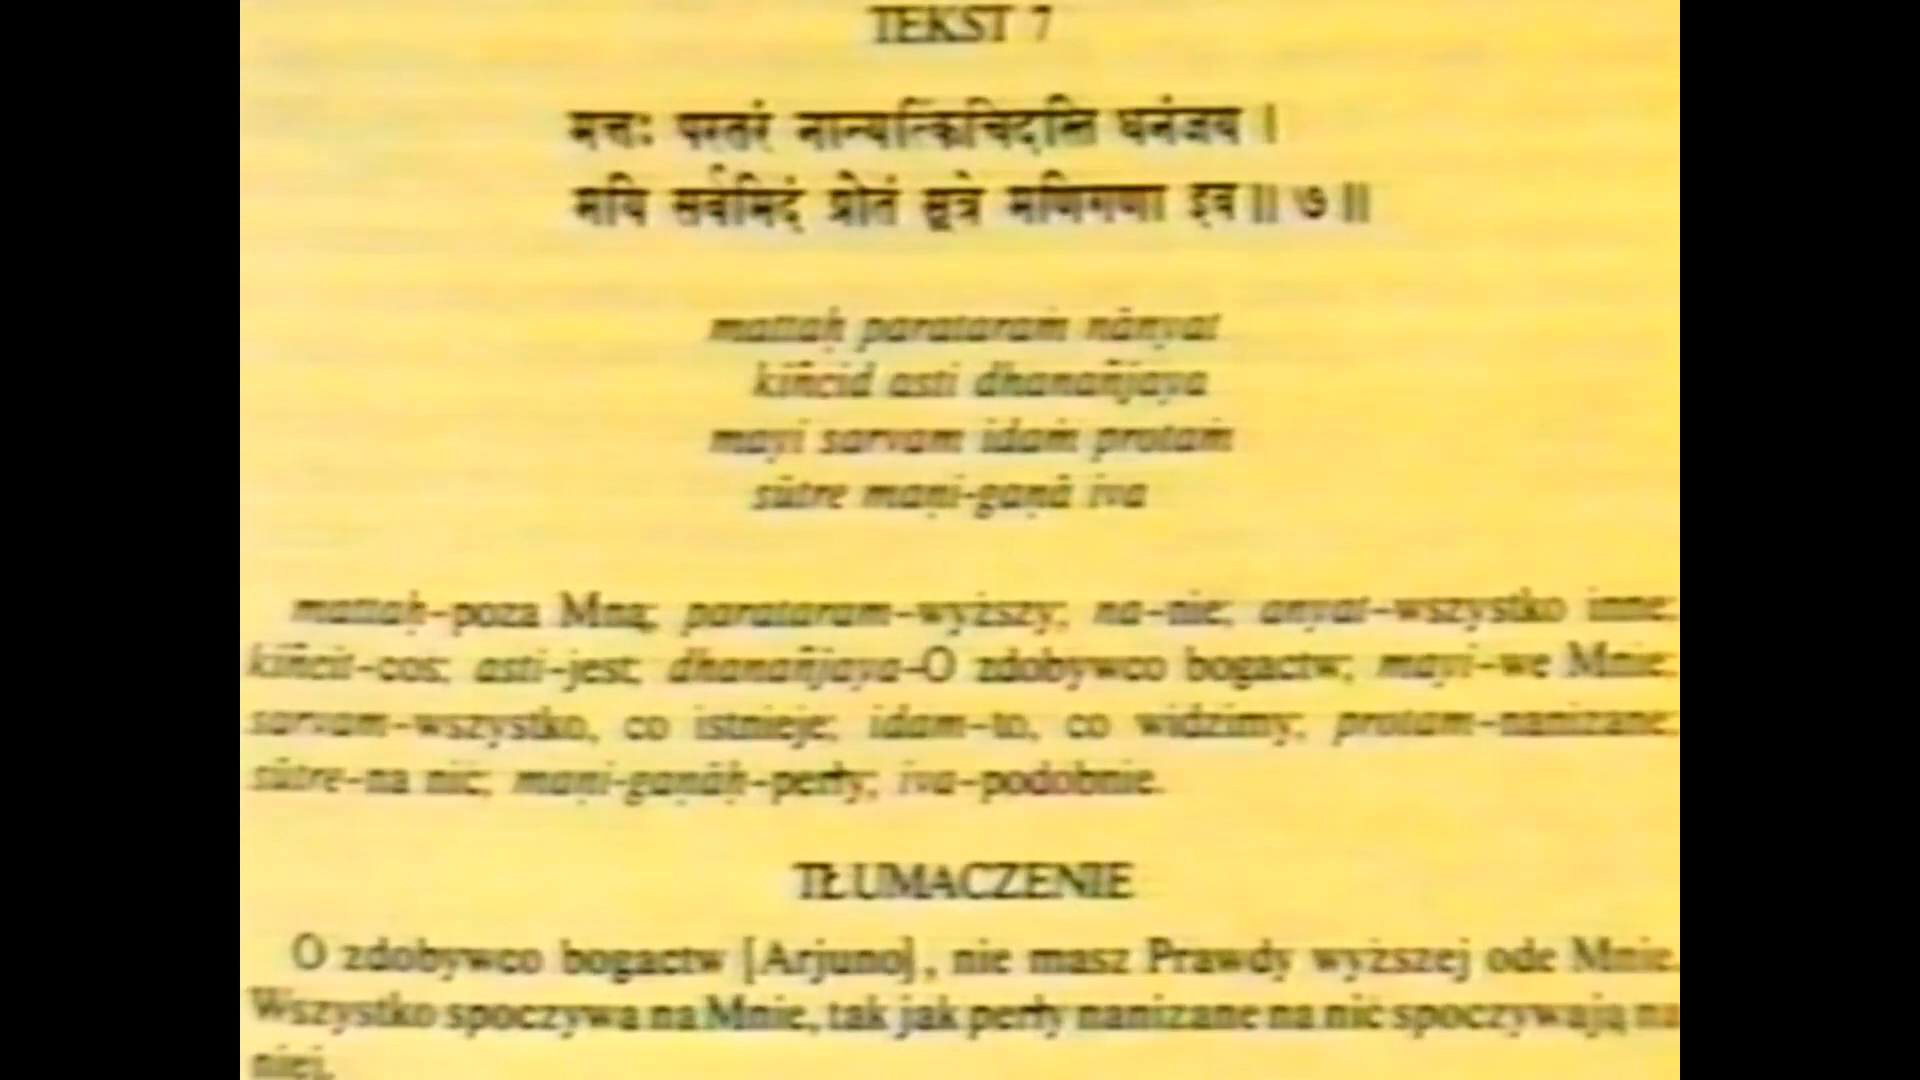 TEKST 7
मत्तः परतरं नान्यत्किंचिदस्ति धनंजय ।
मयि सर्वमिदं प्रोतं सूत्रे मणिगणा इव ॥ ७ ॥
mattaḥ parataraṁ nānyat
kiñcid asti dhanañjaya
mayi sarvam idaṁ protaṁ
sūtre maṇi-gaṇā iva
mattaḥ–poza Mną; parataram–wyższy; na–nic; anyat–wszystko inne;
kiñcit–coś; asti–jest; dhanañjaya–O zdobywco bogactw; mayi–we Mnie;
sarvam–wszystko, co istnieje; idam–to, co widzimy; protam–nanizane;
sūtre–na nić; maṇi-gaṇāḥ–perły; iva–podobnie.
TŁUMACZENIE
O zdobywco bogactw [Arjuno], nie masz Prawdy wyższej ode Mnie.
Wszystko spoczywa na Mnie, tak jak perły nanizane na nić spoczywają na
niej.